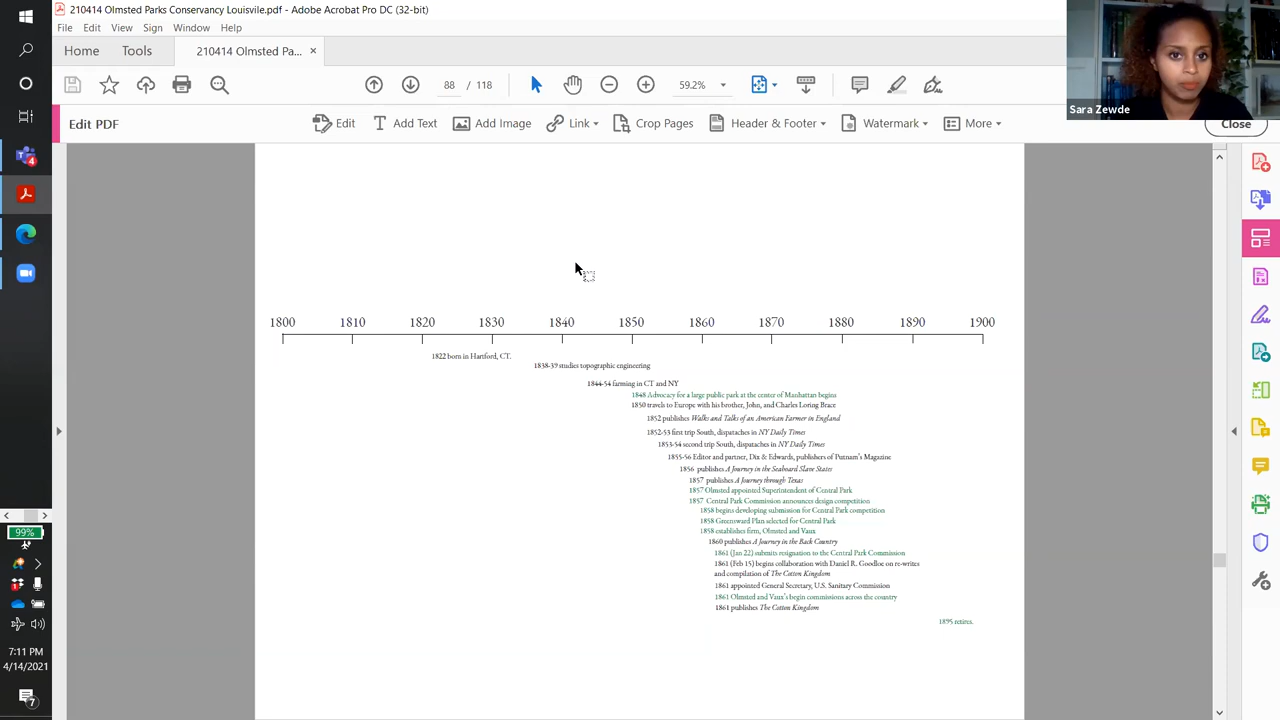 210414 Olmsted Parks Conservancy Louisvile.pdf - Adobe Acrobat Pro DC (32-bit)
File Edit View Sign Window Help
Home Tools 210414 Olmsted Pa... ×
88 / 118 59.2%
Edit PDF Edit Add Text Add Image Link Crop Pages Header & Footer Watermark More Close
Sara Zewde
1800 1810 1820 1830 1840 1850 1860 1870 1880 1890 1900
1822 born in Hartford, CT.
1838-39 studies topographic engineering
1844-54 farming in CT and NY
1848 Advocacy for a large public park at the center of Manhattan begins
1850 travels to Europe with his brother, John, and Charles Loring Brace
1852 publishes Walks and Talks of an American Farmer in England
1852-53 first trip South, dispatches in NY Daily Times
1853-54 second trip South, dispatches in NY Daily Times
1855-56 Editor and partner, Dix & Edwards, publishers of Putnam's Magazine
1856 publishes A Journey in the Seaboard Slave States
1857 publishes A Journey through Texas
1857 Olmsted appointed Superintendent of Central Park
1857 Central Park Commission announces design competition
1858 begins developing submission for Central Park competition
1858 Greensward Plan selected for Central Park
1858 establishes firm, Olmsted and Vaux
1860 publishes A Journey in the Back Country
1861 (Jan 22) submits resignation to the Central Park Commission
1861 (Feb 15) begins collaboration with Daniel R. Goodloe on re-writes
and compilation of The Cotton Kingdom
1861 appointed General Secretary, U.S. Sanitary Commission
1861 Olmsted and Vaux's begin commissions across the country
1861 publishes The Cotton Kingdom
1895 retires.
4
99%
7:11 PM
4/14/2021
7